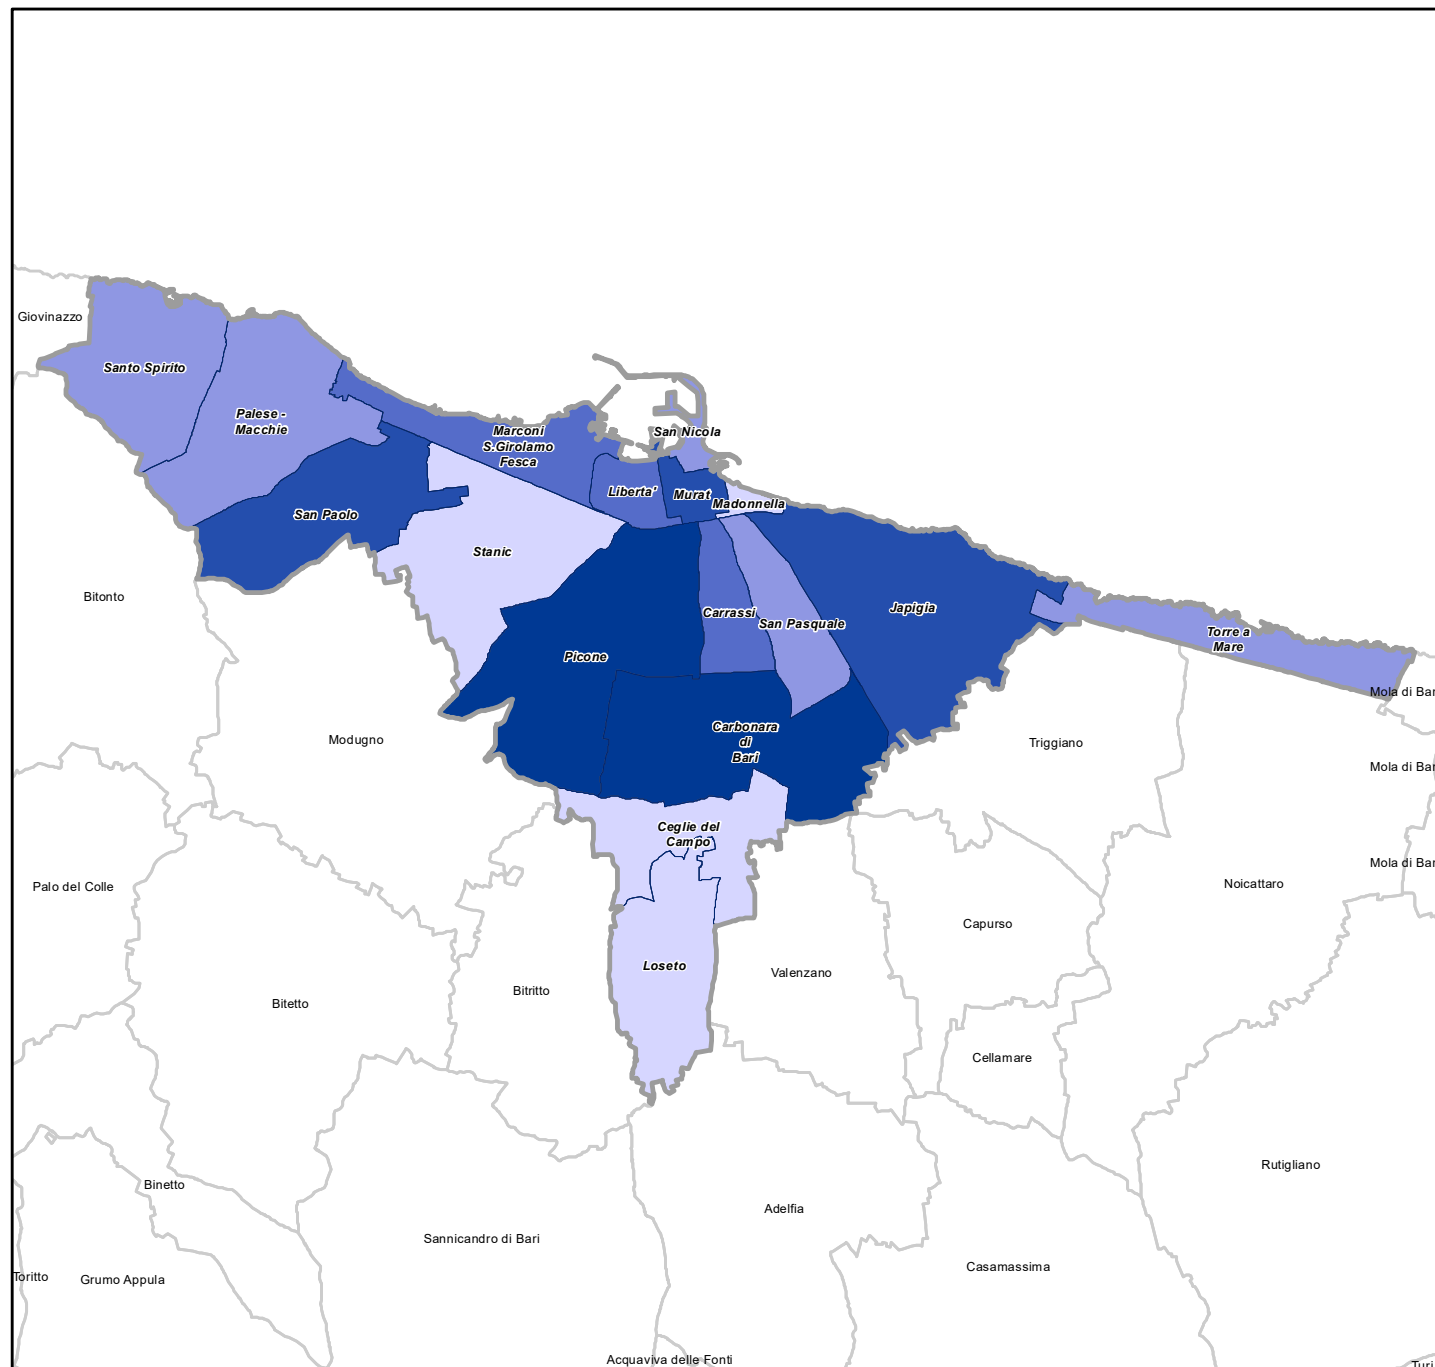 Giovinazzo
Santo Spirito
Palese -
Macchie
Marconi
S.Girolamo
Fesca
San Nicola
Liberta'
Murat
Madonnella
San Paolo
Stanic
Bitonto
Carrassi
San Pasquale
Japigia
Torre a
Mare
Picone
Mola di Bar
Carbonara
di
Bari
Modugno
Triggiano
Mola di Bar
Ceglie del
Campo
Mola di Bar
Palo del Colle
Noicattaro
Capurso
Loseto
Valenzano
Bitetto
Bitritto
Cellamare
Rutigliano
Binetto
Adelfia
Sannicandro di Bari
Casamassima
Toritto
Grumo Appula
Acquaviva delle Fonti
Turi